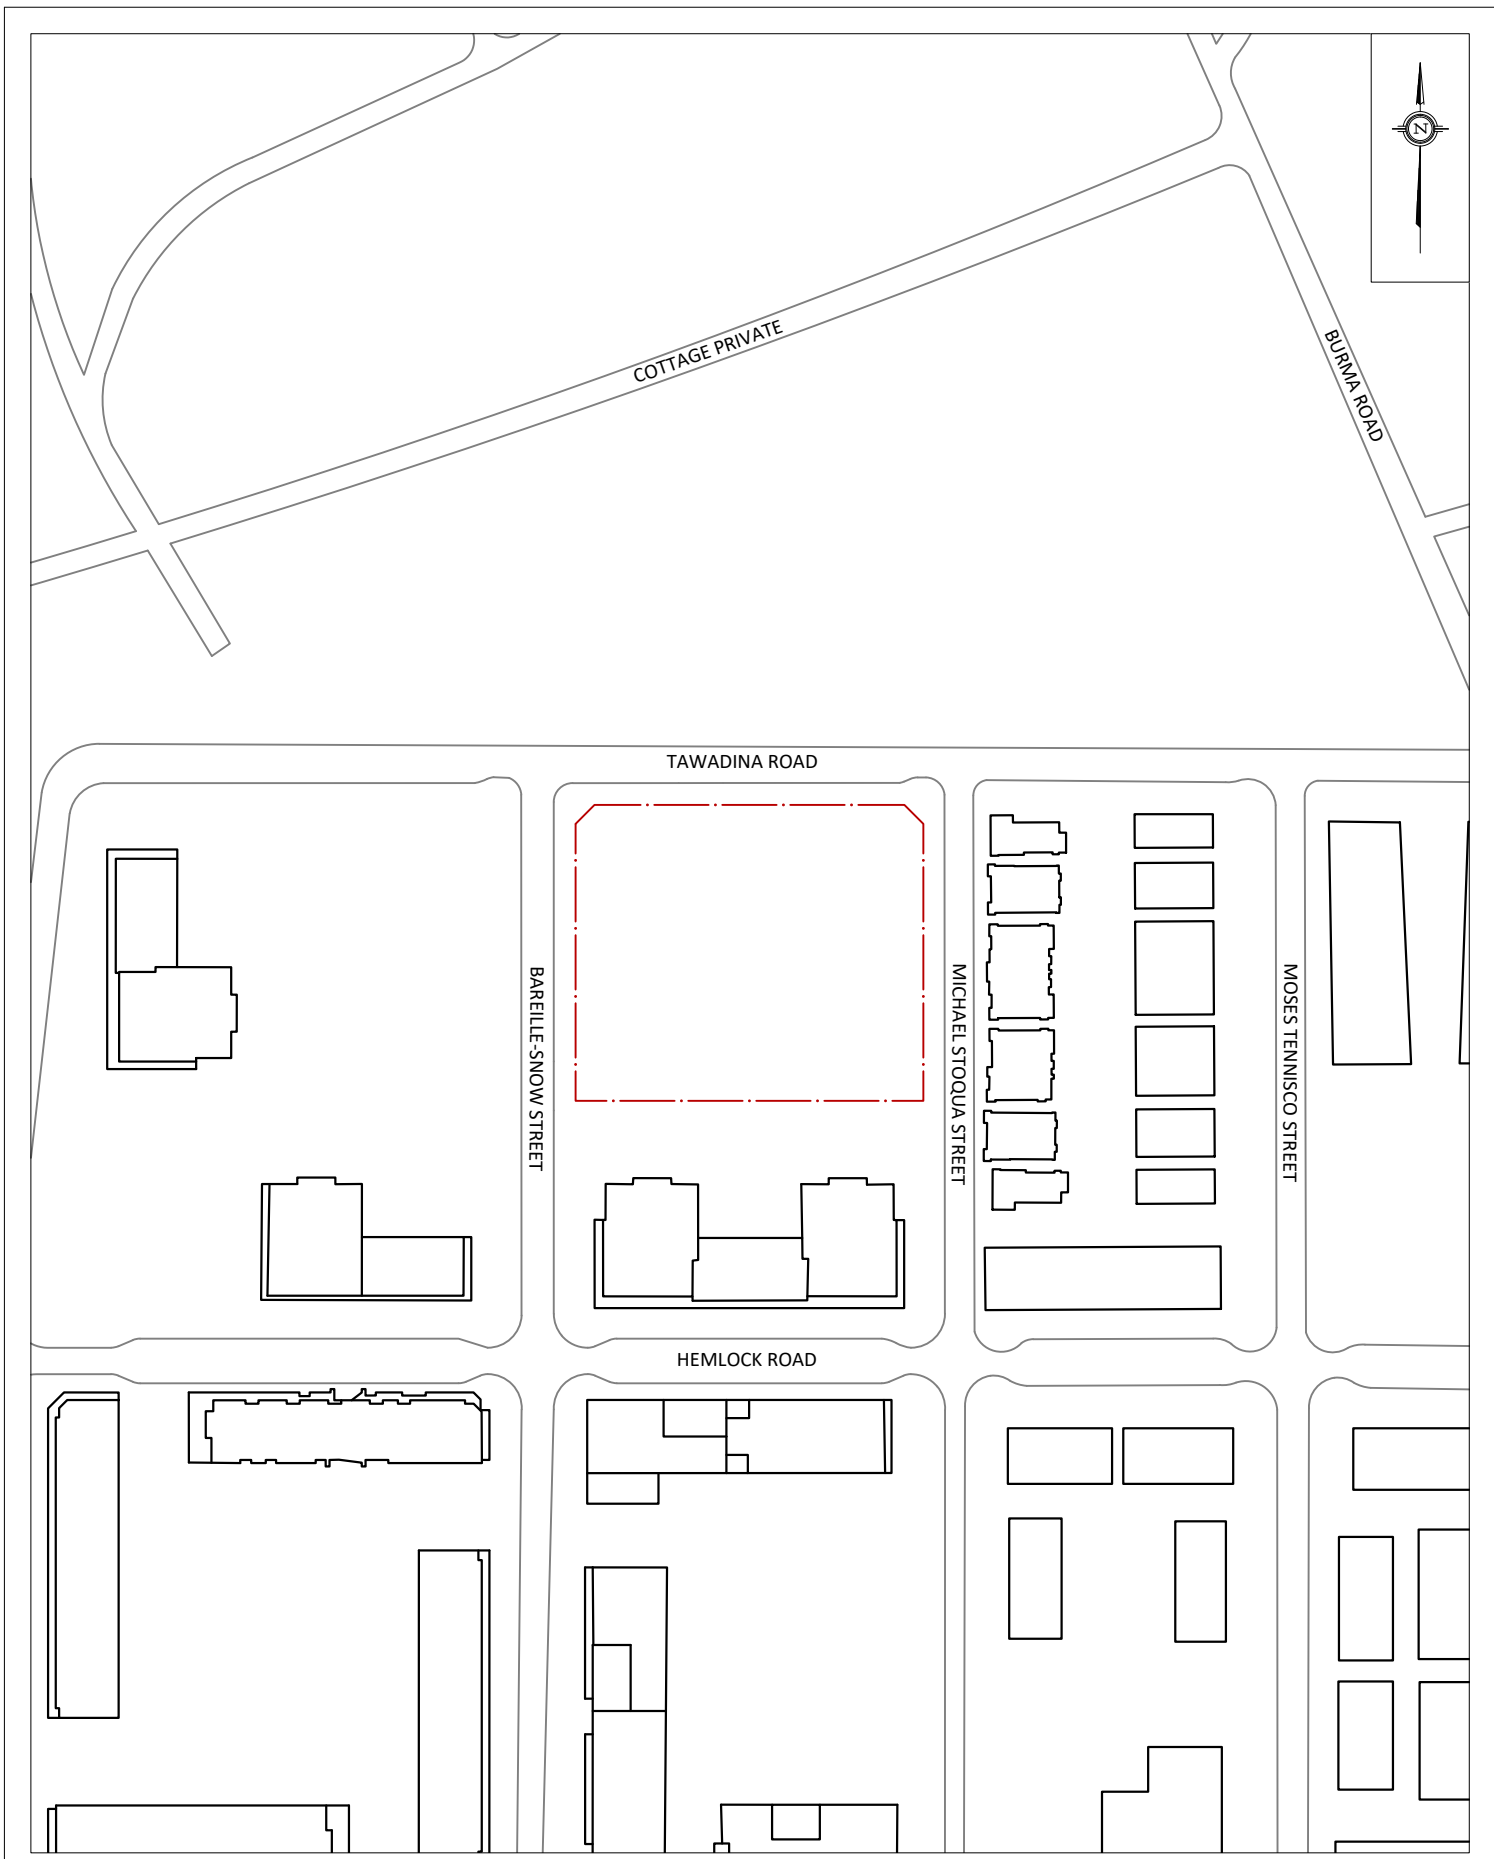 N
COTTAGE PRIVATE
BURMA ROAD
TAWADINA ROAD
BAREILLE-SNOW STREET
MICHAEL STOQUA STREET
MOSES TENNISCO STREET
HEMLOCK ROAD